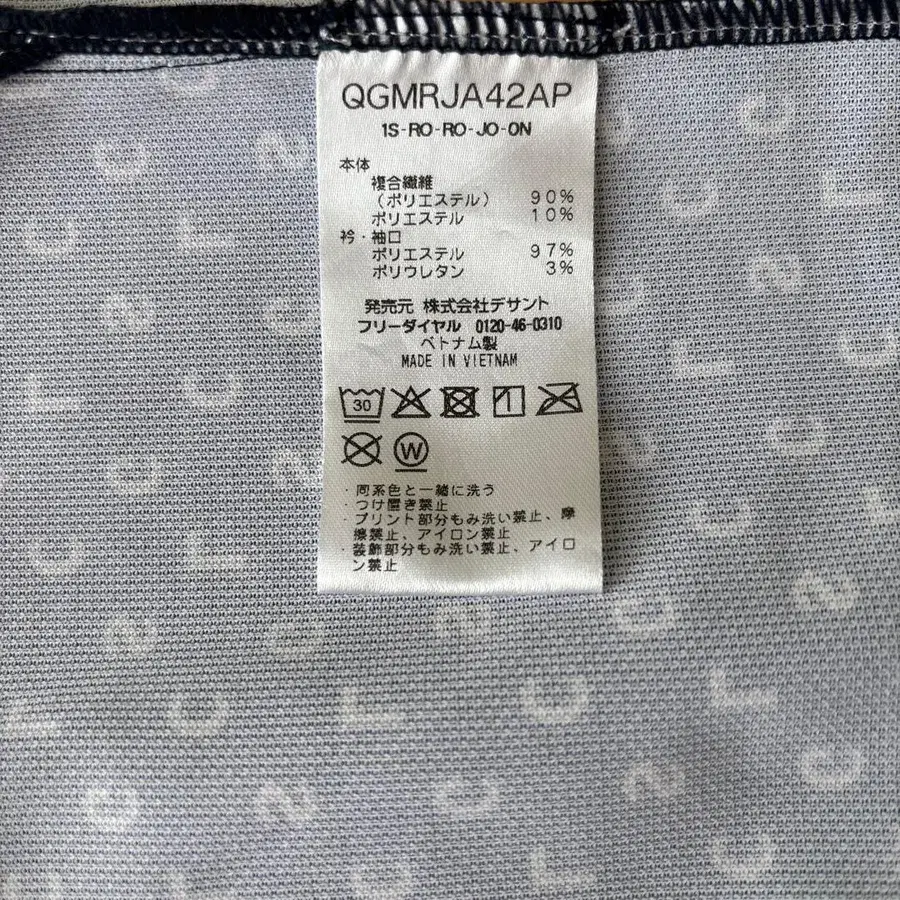 QGMRJA42AP
1S-RO-RO-JO-ON
本体
複合繊維
(ポリエステル) 90%
ポリエステル 10%
衿・袖口
ポリエステル 97%
ポリウレタン 3%
発売元 株式会社デサント
フリーダイヤル 0120-46-0310
ベトナム製
MADE IN VIETNAM
30
W
・同系色と一緒に洗う
・つけ置き禁止
・プリント部分もみ洗い禁止、摩
擦禁止、アイロン禁止
・装飾部分もみ洗い禁止、アイロ
ン禁止